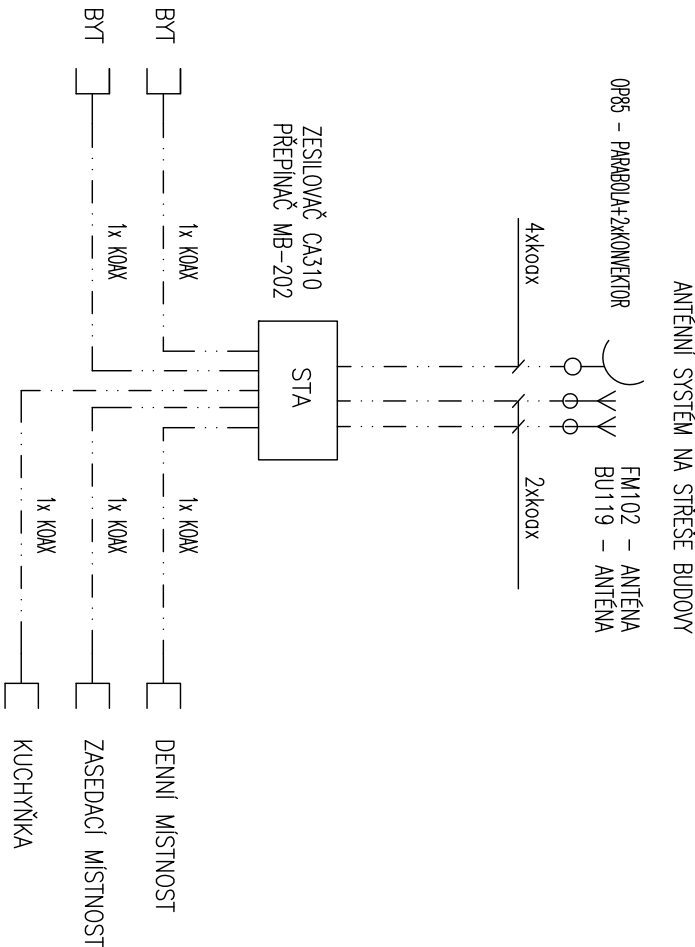 ANTÉNNÍ SYSTÉM NA STŘEŠE BUDOVY
OP85 - PARABOLA+2xKONVEKTOR
FM102 - ANTÉNA
BU119 - ANTÉNA
4xkoax
2xkoax
ZESILOVAČ CA310
PŘEPÍNAČ MB-202
STA
BYT
1x KOAX
1x KOAX
DENNÍ MÍSTNOST
BYT
1x KOAX
1x KOAX
ZASEDACÍ MÍSTNOST
1x KOAX
KUCHYŇKA